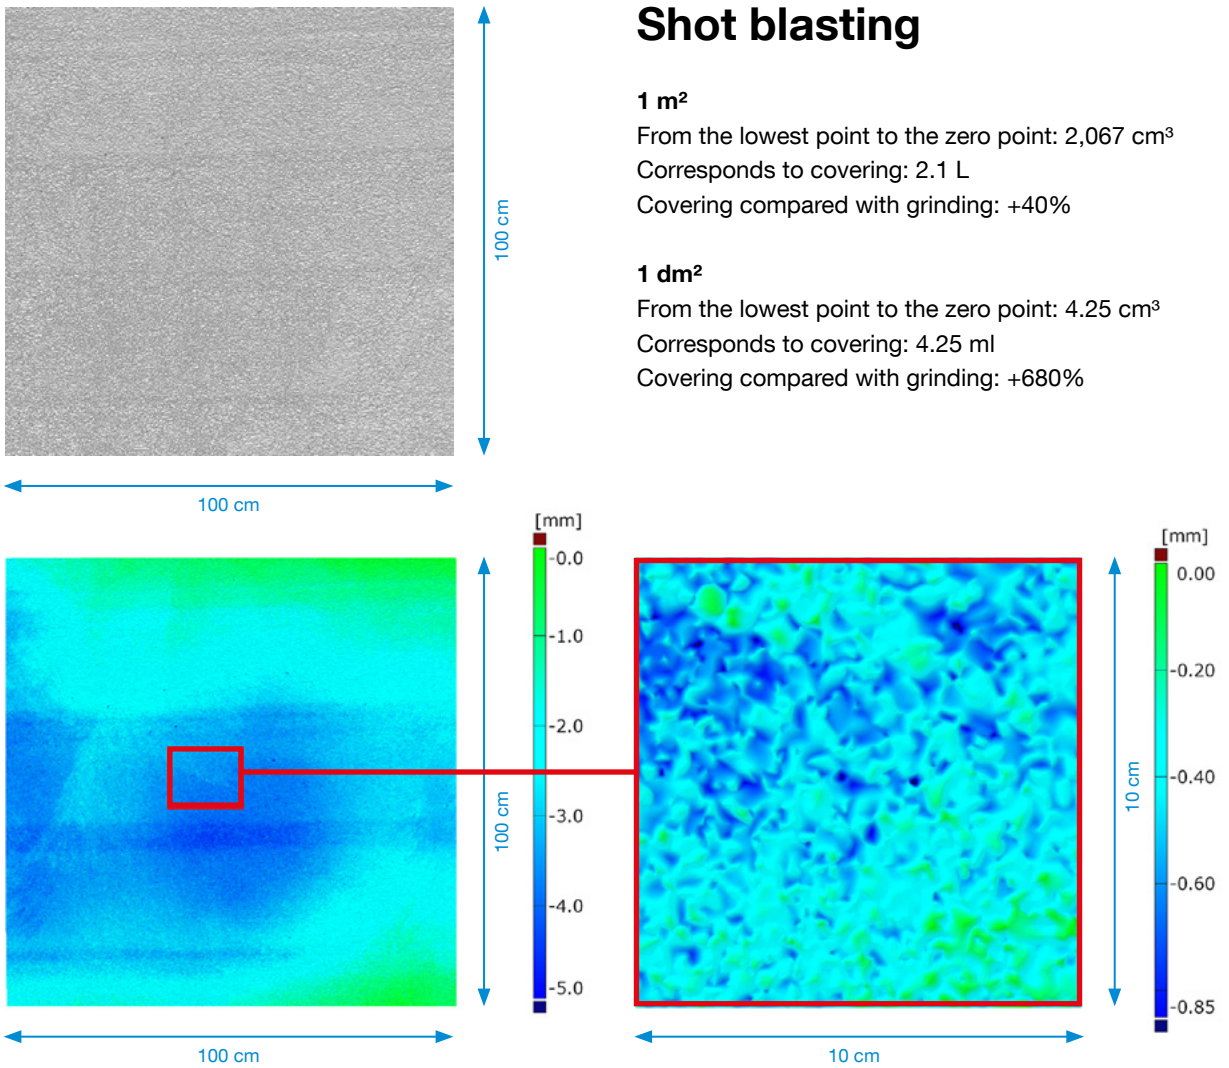 Shot blasting
1 m²
From the lowest point to the zero point: 2,067 cm³
Corresponds to covering: 2.1 L
Covering compared with grinding: +40%
1 dm²
From the lowest point to the zero point: 4.25 cm³
Corresponds to covering: 4.25 ml
Covering compared with grinding: +680%
100 cm
100 cm
[mm]
-0.0
-1.0
-2.0
-3.0
-4.0
-5.0
100 cm
100 cm
[mm]
0.00
-0.20
-0.40
-0.60
-0.85
10 cm
10 cm